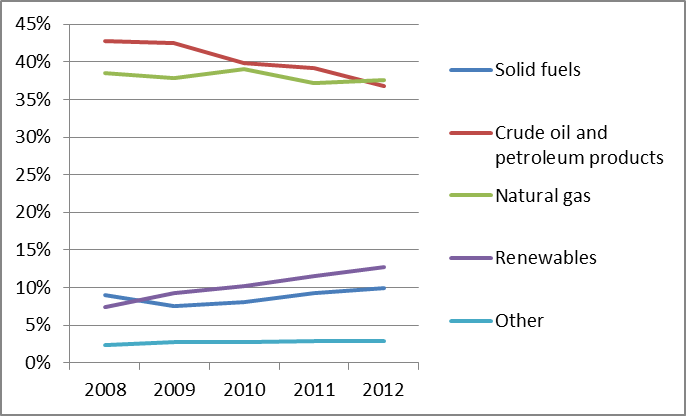 45%
40%
35%
30%
25%
20%
15%
10%
5%
0%
2008 2009 2010 2011 2012
Solid fuels
Crude oil and
petroleum products
Natural gas
Renewables
Other